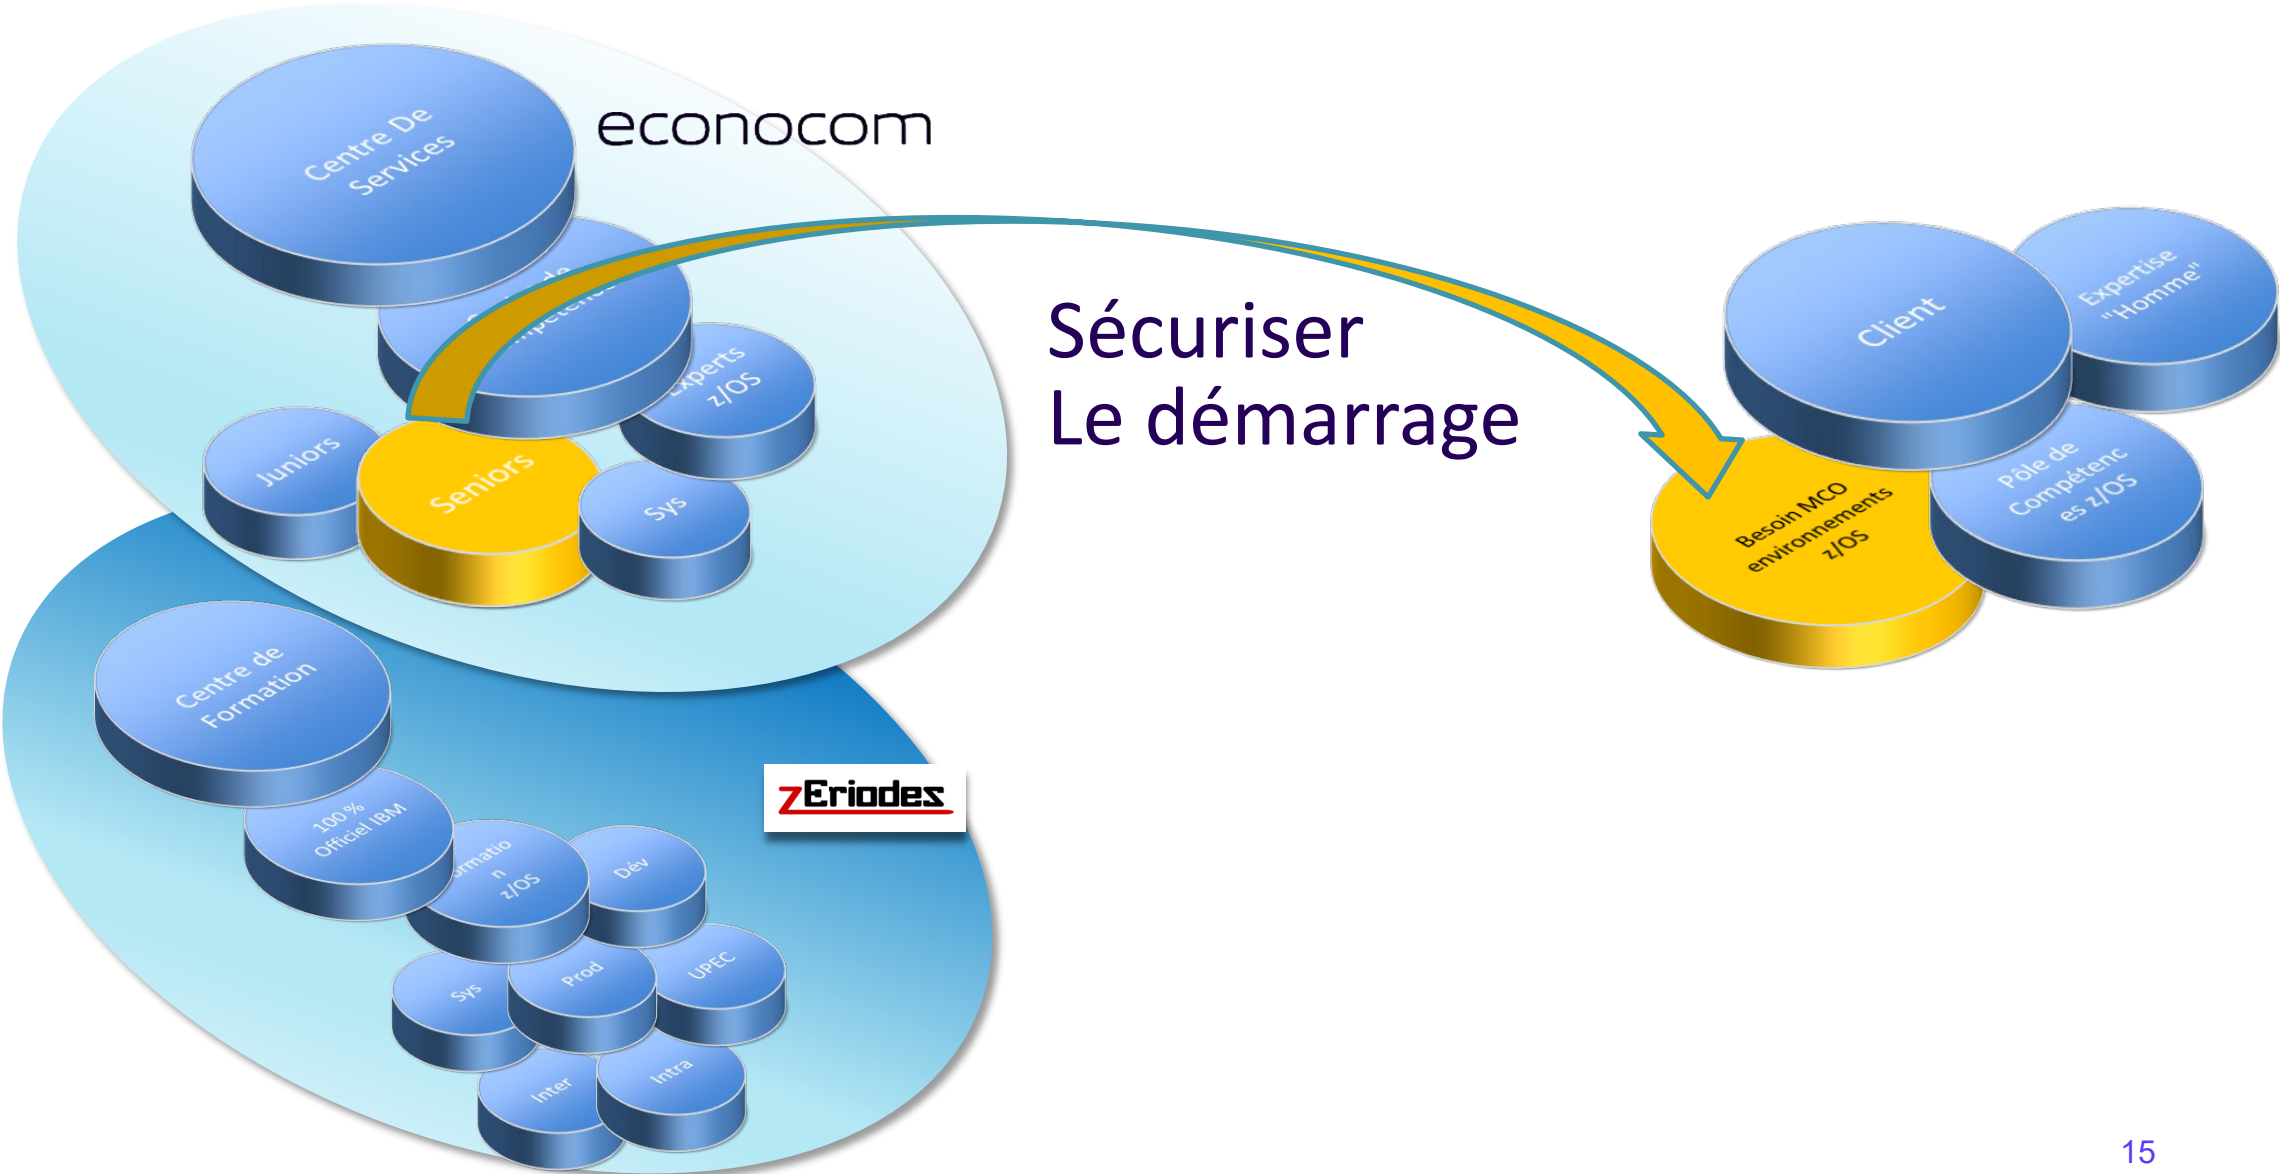 Centre De
Services
econocom
Experts
z/OS
Juniors
Seniors
Sys
Sécuriser
Le démarrage
Client
Expertise
"Homme"
Besoin MCO
environnements
z/OS
Pôle de
Compétenc
es z/OS
Centre de
Formation
100 %
Officiel IBM
zEriodes
ormatio
n
z/OS
Dév
Sys
Prod
UPEC
Inter
Intra
15